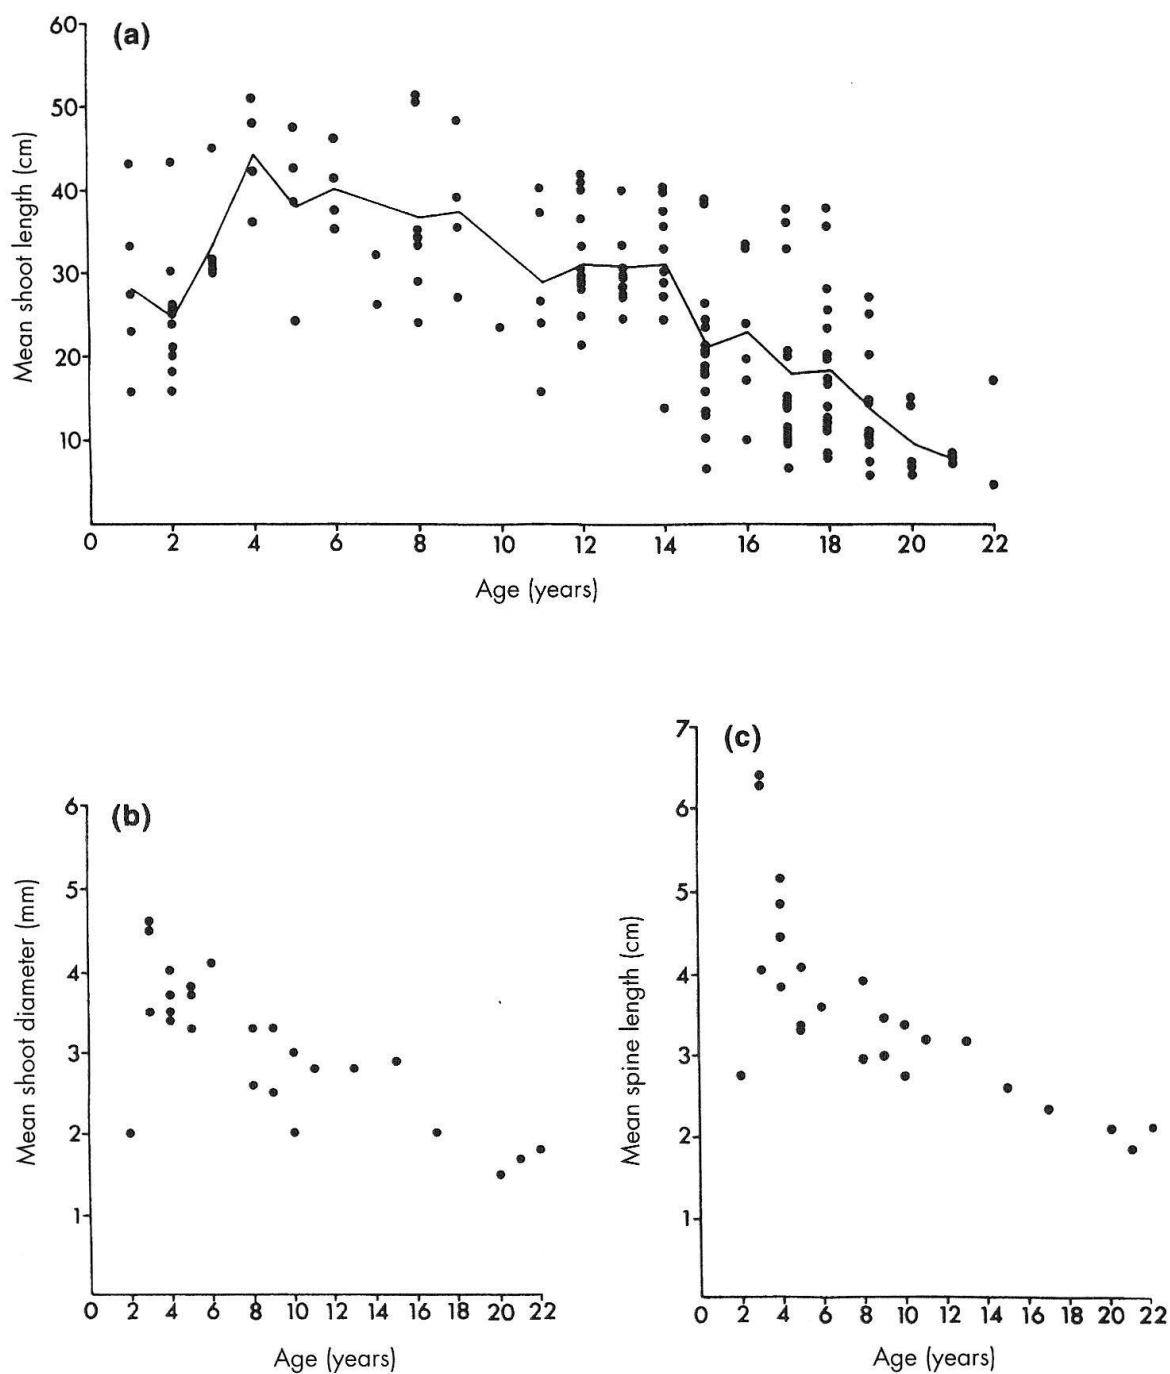 (a)
Mean shoot length (cm)
60
50
40
30
20
10
0 2 4 6 8 10 12 14 16 18 20 22
Age (years)
(b)
Mean shoot diameter (mm)
6
5
4
3
2
1
0 2 4 6 8 10 12 14 16 18 20 22
Age (years)
(c)
Mean spine length (cm)
7
6
5
4
3
2
1
0 2 4 6 8 10 12 14 16 18 20 22
Age (years)